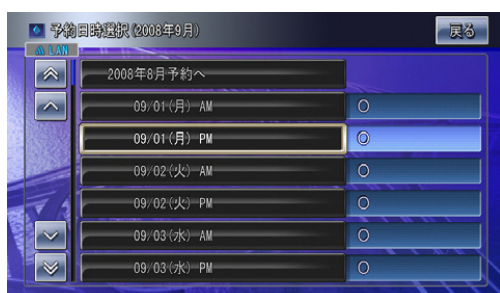 予約日時選択(2008年9月)
戻る
LAN
2008年8月予約へ
09/01(月) AM ○
09/01(月) PM ○
09/02(火) AM ○
09/02(火) PM ○
09/03(水) AM ○
09/03(水) PM ○